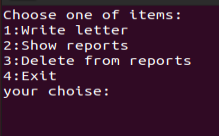 Choose one of items:
1:Write letter
2:Show reports
3:Delete from reports
4:Exit
your choise: